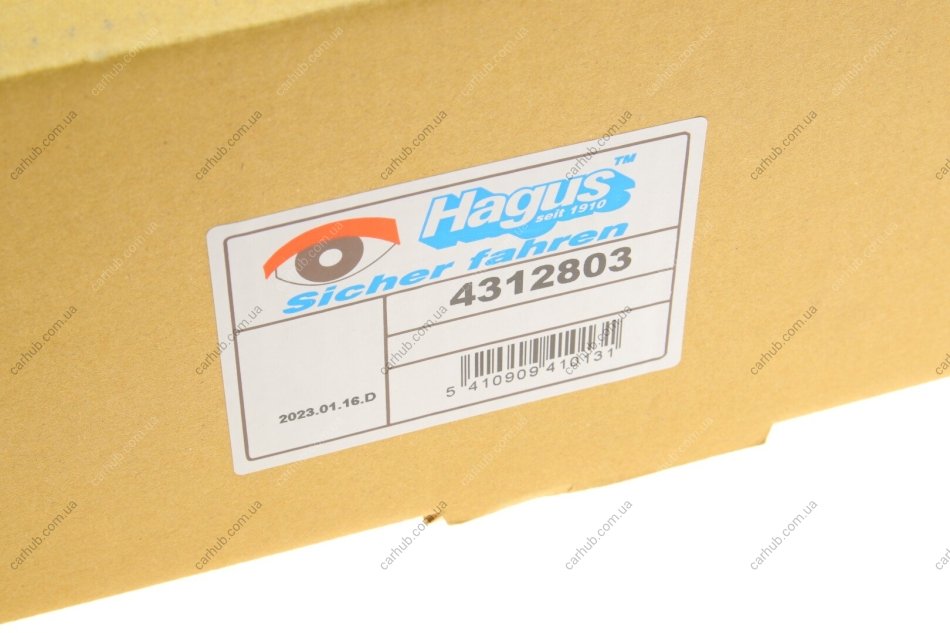 Hagus™
seit 1910
Sicher fahren
4312803
5 410909 410131
2023.01.16.D
carhub.com.ua